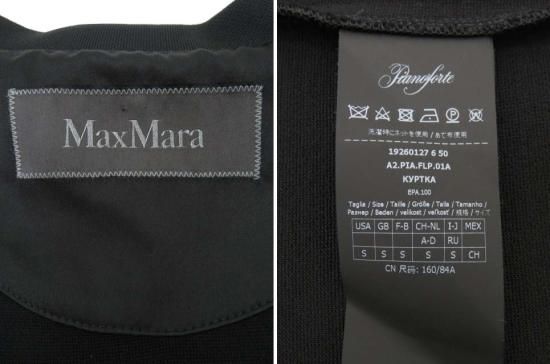 MaxMara
Pianoforte
洗濯時にネットを使用 / あて布使用
19260127 6 50
A2.PIA.FLP.01A
КУРТКА
EPA.100
Taglia / Size / Taille / Größe / Talla / Tamanho /
Размер / Beden / velikost / veľkosť / 规格 / サイズ
USA GB F-B CH-NL I-J MEX
A-D RU
S S S S S CH
CN 尺码: 160/84A